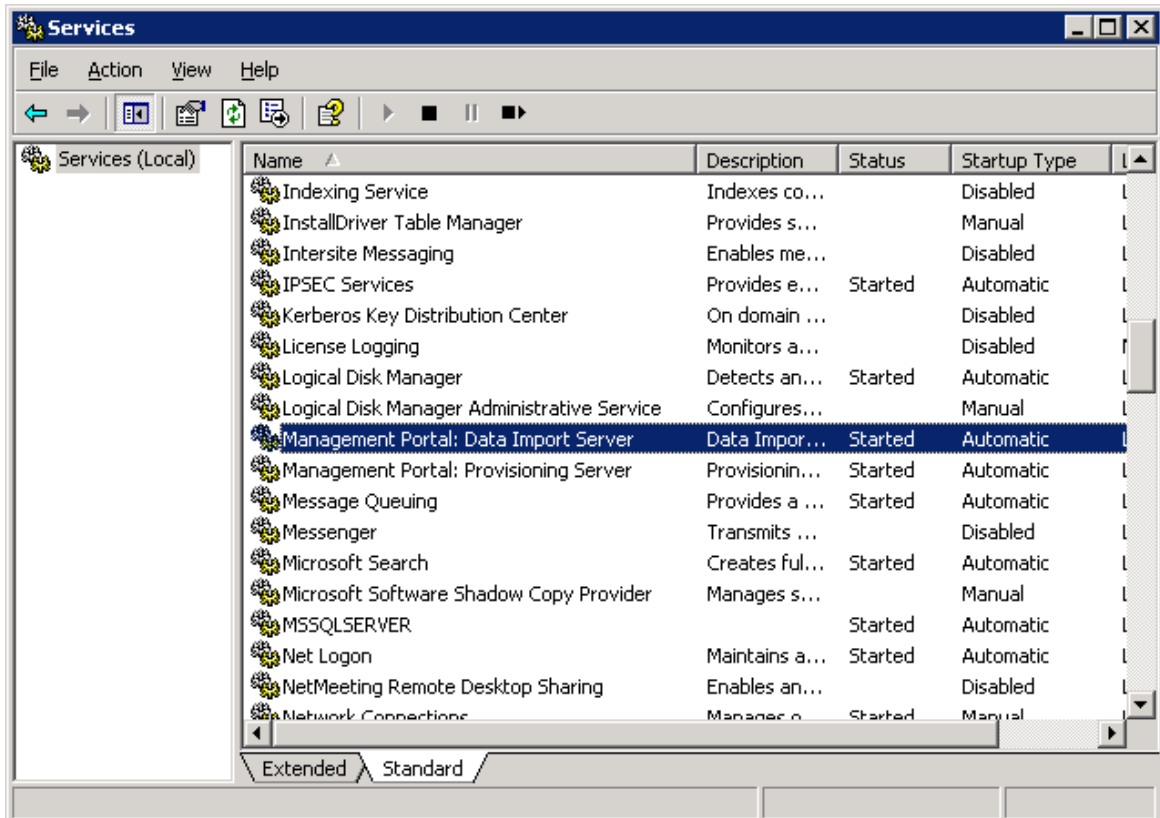 Services
File Action View Help
Services (Local)
Name Description Status Startup Type L
Indexing Service Indexes co... Disabled L
InstallDriver Table Manager Provides s... Manual L
Intersite Messaging Enables me... Disabled L
IPSEC Services Provides e... Started Automatic L
Kerberos Key Distribution Center On domain ... Disabled L
License Logging Monitors a... Disabled
Logical Disk Manager Detects an... Started Automatic L
Logical Disk Manager Administrative Service Configures... Manual L
Management Portal: Data Import Server Data Impor... Started Automatic L
Management Portal: Provisioning Server Provisionin... Started Automatic L
Message Queuing Provides a ... Started Automatic L
Messenger Transmits ... Disabled L
Microsoft Search Creates ful... Started Automatic L
Microsoft Software Shadow Copy Provider Manages s... Manual L
MSSQLSERVER Started Automatic L
Net Logon Maintains a... Started Automatic L
NetMeeting Remote Desktop Sharing Enables an... Disabled L
Network Connections Manages o... Started Manual L
Extended Standard